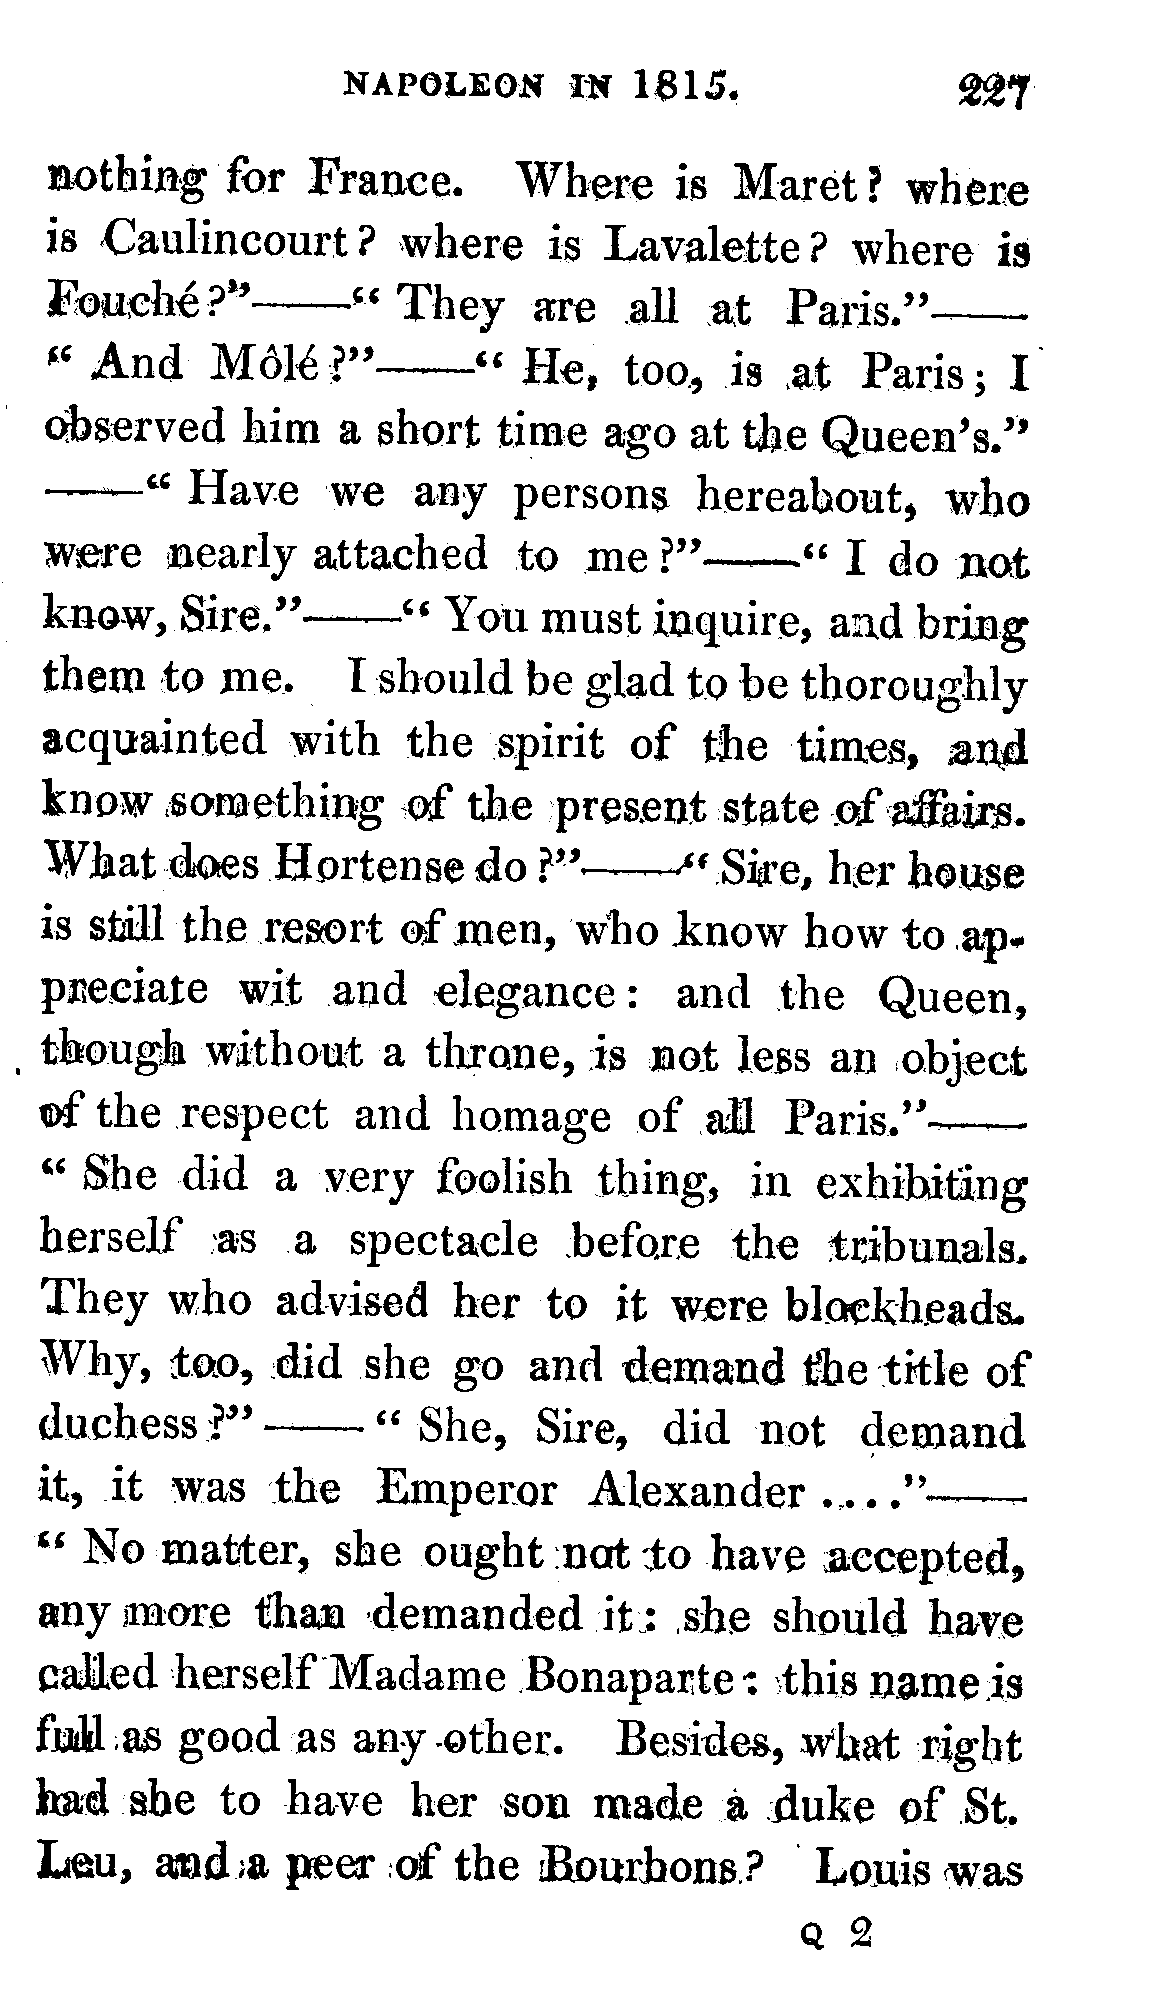 NAPOLEON IN 1815. 227
nothing for France. Where is Maret? where
is Caulincourt? where is Lavalette? where is
Fouché?”——“ They are all at Paris.”——
“ And Môlé?”——“ He, too, is at Paris; I
observed him a short time ago at the Queen’s.”
——“ Have we any persons hereabout, who
were nearly attached to me?”——“ I do not
know, Sire.”——“ You must inquire, and bring
them to me. I should be glad to be thoroughly
acquainted with the spirit of the times, and
know something of the present state of affairs.
What does Hortense do?”——“ Sire, her house
is still the resort of men, who know how to ap-
preciate wit and elegance: and the Queen,
though without a throne, is not less an object
of the respect and homage of all Paris.”——
“ She did a very foolish thing, in exhibiting
herself as a spectacle before the tribunals.
They who advised her to it were blockheads.
Why, too, did she go and demand the title of
duchess?”——“ She, Sire, did not demand
it, it was the Emperor Alexander ....”——
“ No matter, she ought not to have accepted,
any more than demanded it: she should have
called herself Madame Bonaparte: this name is
full as good as any other. Besides, what right
had she to have her son made a duke of St.
Leu, and a peer of the Bourbons? Louis was
Q 2